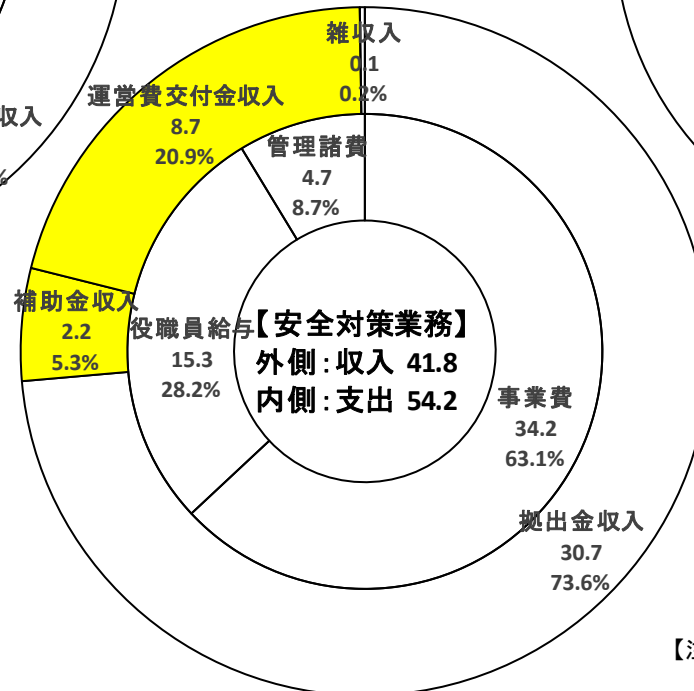 雑収入
0.1
0.2%
運営費交付金収入
8.7
20.9%
収入
%
管理諸費
4.7
8.7%
補助金収入
2.2
5.3%
役職員給与
15.3
28.2%
【安全対策業務】
外側：収入 41.8
内側：支出 54.2
事業費
34.2
63.1%
拠出金収入
30.7
73.6%
【注